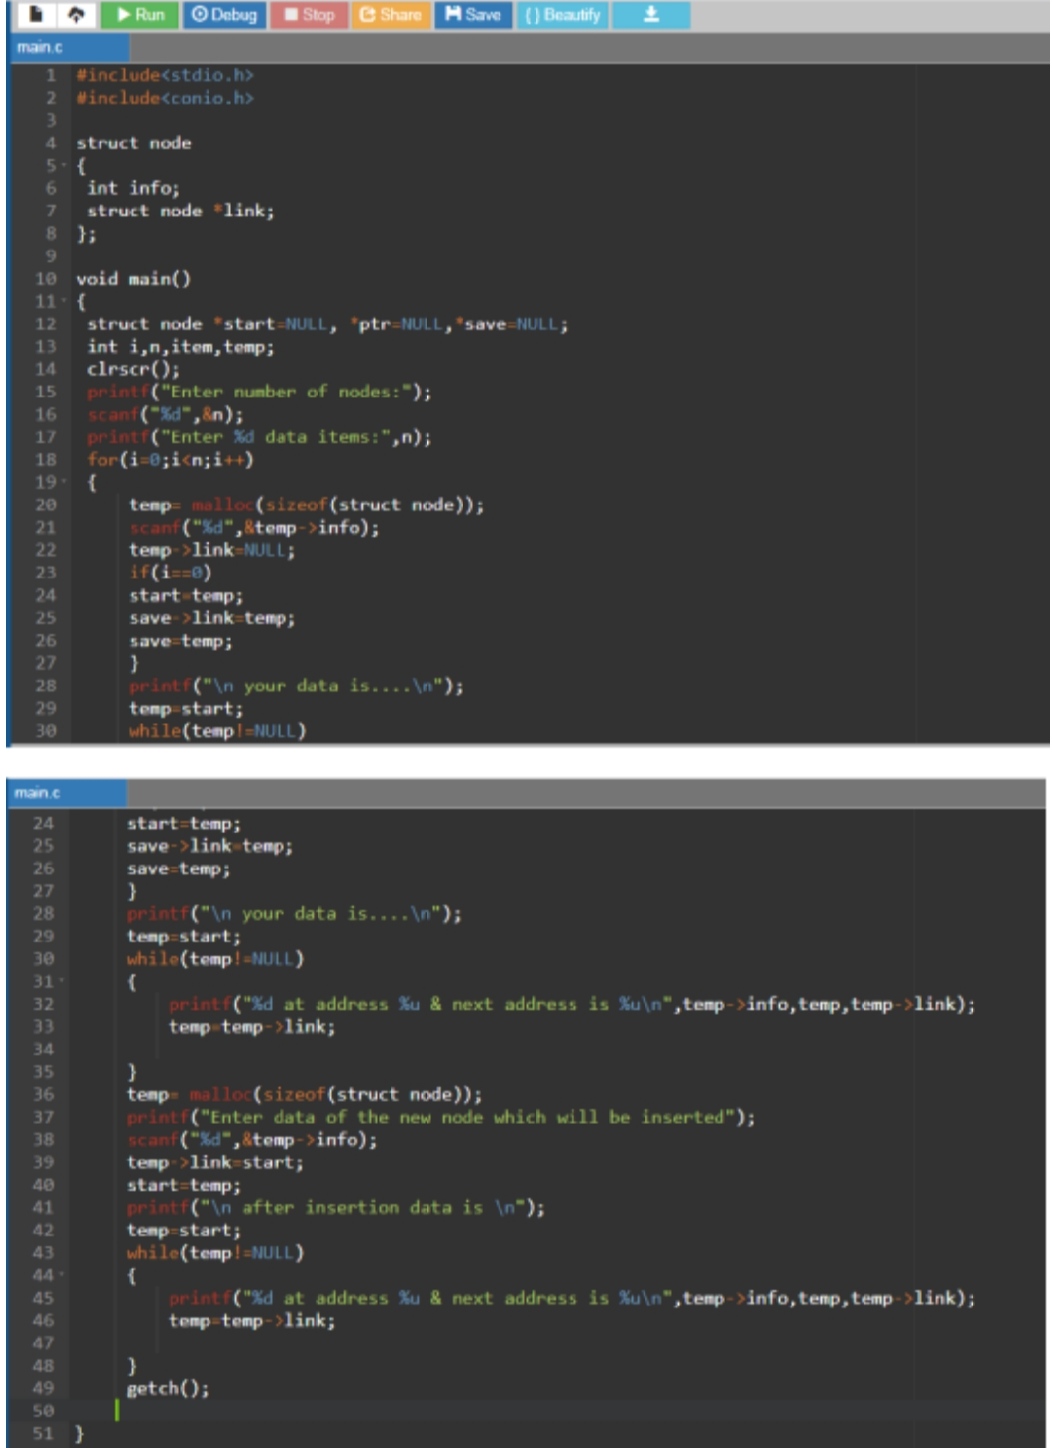 Run Debug Stop Share Save {} Beautify
main.c
1 #include<stdio.h>
2 #include<conio.h>
3
4 struct node
5 {
6 int info;
7 struct node *link;
8 };
9
10 void main()
11 {
12 struct node *start=NULL, *ptr=NULL,*save=NULL;
13 int i,n,item,temp;
14 clrscr();
15 printf("Enter number of nodes:");
16 scanf("%d",&n);
17 printf("Enter %d data items:",n);
18 for(i=0;i<n;i++)
19 {
20 temp= malloc(sizeof(struct node));
21 scanf("%d",&temp->info);
22 temp->link=NULL;
23 if(i==0)
24 start=temp;
25 save->link=temp;
26 save=temp;
27 }
28 printf("\n your data is....\n");
29 temp=start;
30 while(temp!=NULL)
main.c
24 start=temp;
25 save->link=temp;
26 save=temp;
27 }
28 printf("\n your data is....\n");
29 temp=start;
30 while(temp!=NULL)
31 {
32 printf("%d at address %u & next address is %u\n",temp->info,temp,temp->link);
33 temp=temp->link;
34
35 }
36 temp= malloc(sizeof(struct node));
37 printf("Enter data of the new node which will be inserted");
38 scanf("%d",&temp->info);
39 temp->link=start;
40 start=temp;
41 printf("\n after insertion data is \n");
42 temp=start;
43 while(temp!=NULL)
44 {
45 printf("%d at address %u & next address is %u\n",temp->info,temp,temp->link);
46 temp=temp->link;
47
48 }
49 getch();
50
51 }